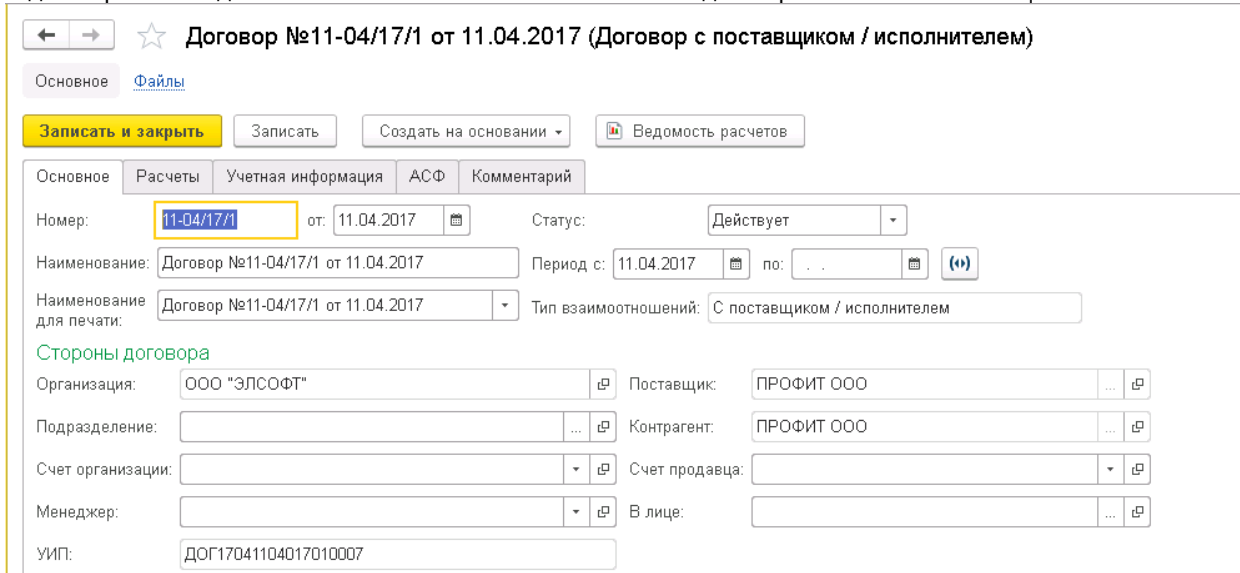 Договор №11-04/17/1 от 11.04.2017 (Договор с поставщиком / исполнителем)
Основное Файлы
Записать и закрыть Записать Создать на основании Ведомость расчетов
Основное Расчеты Учетная информация АСФ Комментарий
Номер: 11-04/17/1 от: 11.04.2017 Статус: Действует
Наименование: Договор №11-04/17/1 от 11.04.2017 Период с: 11.04.2017 по: . .
Наименование для печати: Договор №11-04/17/1 от 11.04.2017 Тип взаимоотношений: С поставщиком / исполнителем
Стороны договора
Организация: ООО "ЭЛСОФТ" Поставщик: ПРОФИТ ООО
Подразделение: ... Контрагент: ПРОФИТ ООО
Счет организации: Счет продавца:
Менеджер: В лице: ...
УИП: ДОГ17041104017010007